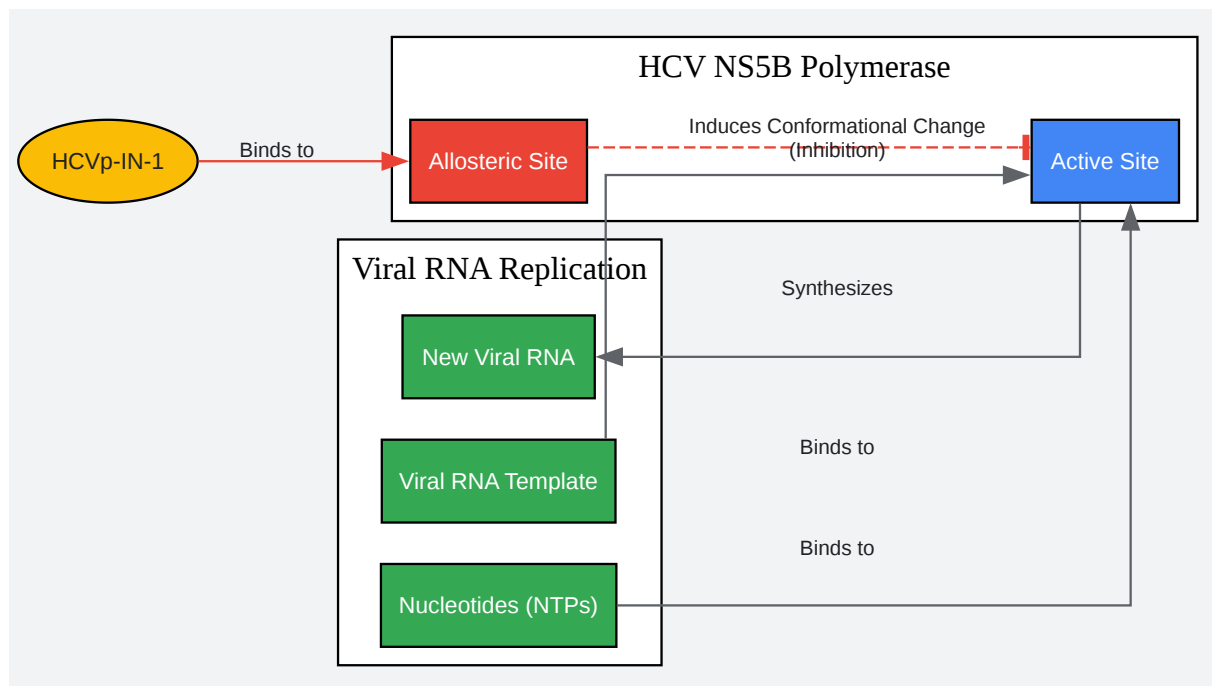 HCV NS5B Polymerase
HCVp-IN-1
Binds to
Allosteric Site
Induces Conformational Change
(Inhibition)
Active Site
Viral RNA Replication
Synthesizes
New Viral RNA
Binds to
Viral RNA Template
Binds to
Nucleotides (NTPs)